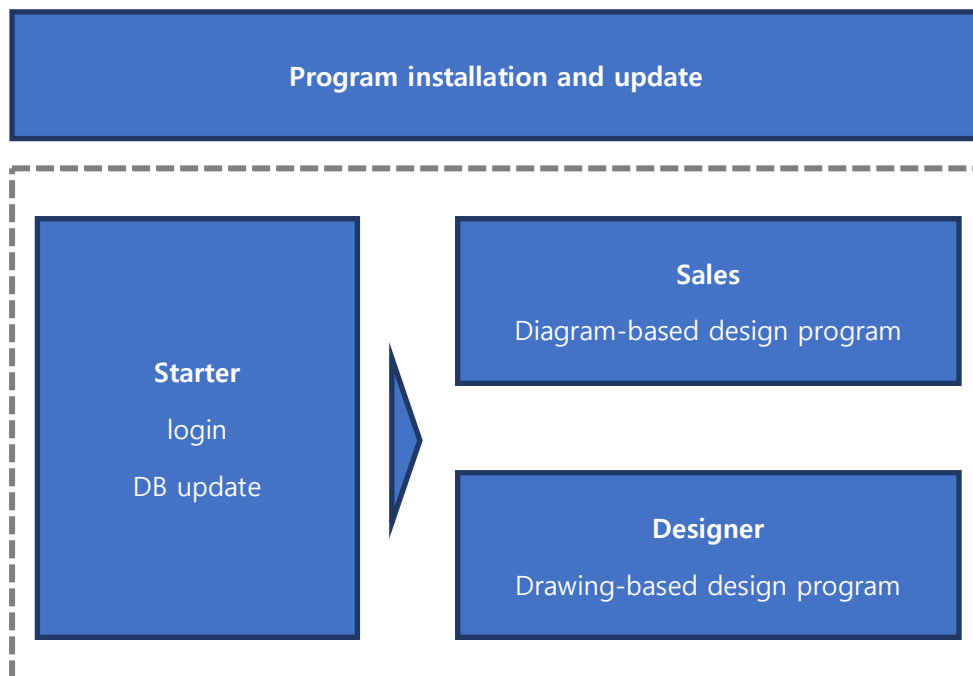 Program installation and update
Starter
login
DB update
Sales
Diagram-based design program
Designer
Drawing-based design program